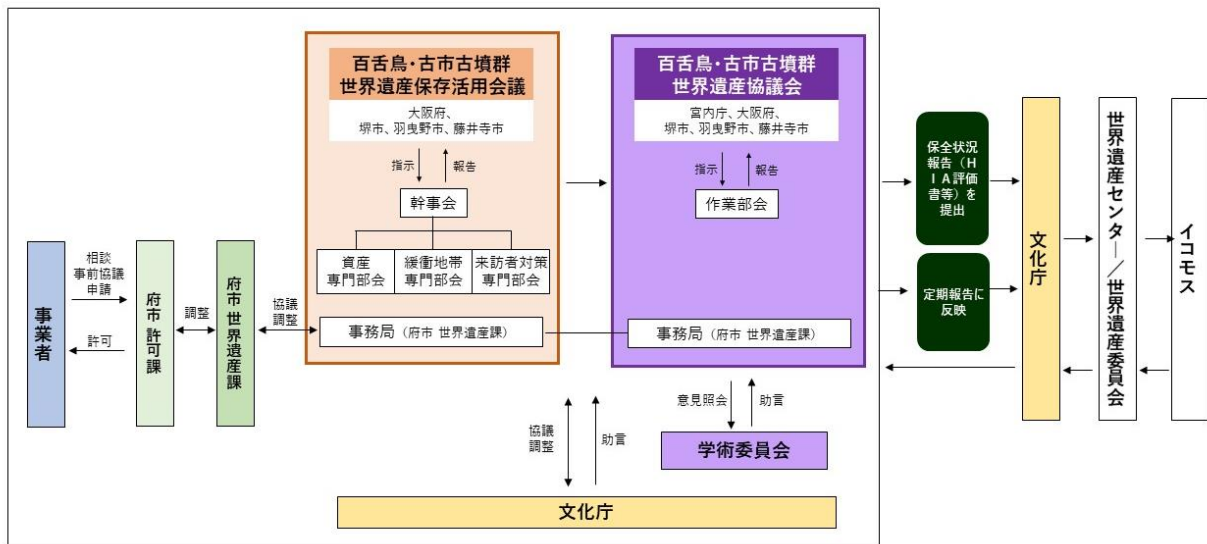 百舌鳥・古市古墳群
世界遺産保存活用会議
大阪府、
堺市、羽曳野市、藤井寺市
指示
報告
幹事会
資産
専門部会
緩衝地帯
専門部会
来訪者対策
専門部会
事務局(府市 世界遺産課)
百舌鳥・古市古墳群
世界遺産協議会
宮内庁、大阪府、
堺市、羽曳野市、藤井寺市
指示
報告
作業部会
事務局(府市 世界遺産課)
事業者
相談
事前協議
申請
許可
府市 許可課
調整
府市 世界遺産課
協議
調整
協議
調整
助言
意見照会
助言
学術委員会
文化庁
保全状況
報告(H
IA評価
書等)を
提出
定期報告に
反映
文化庁
世界遺産センター/世界遺産委員会
イコモス